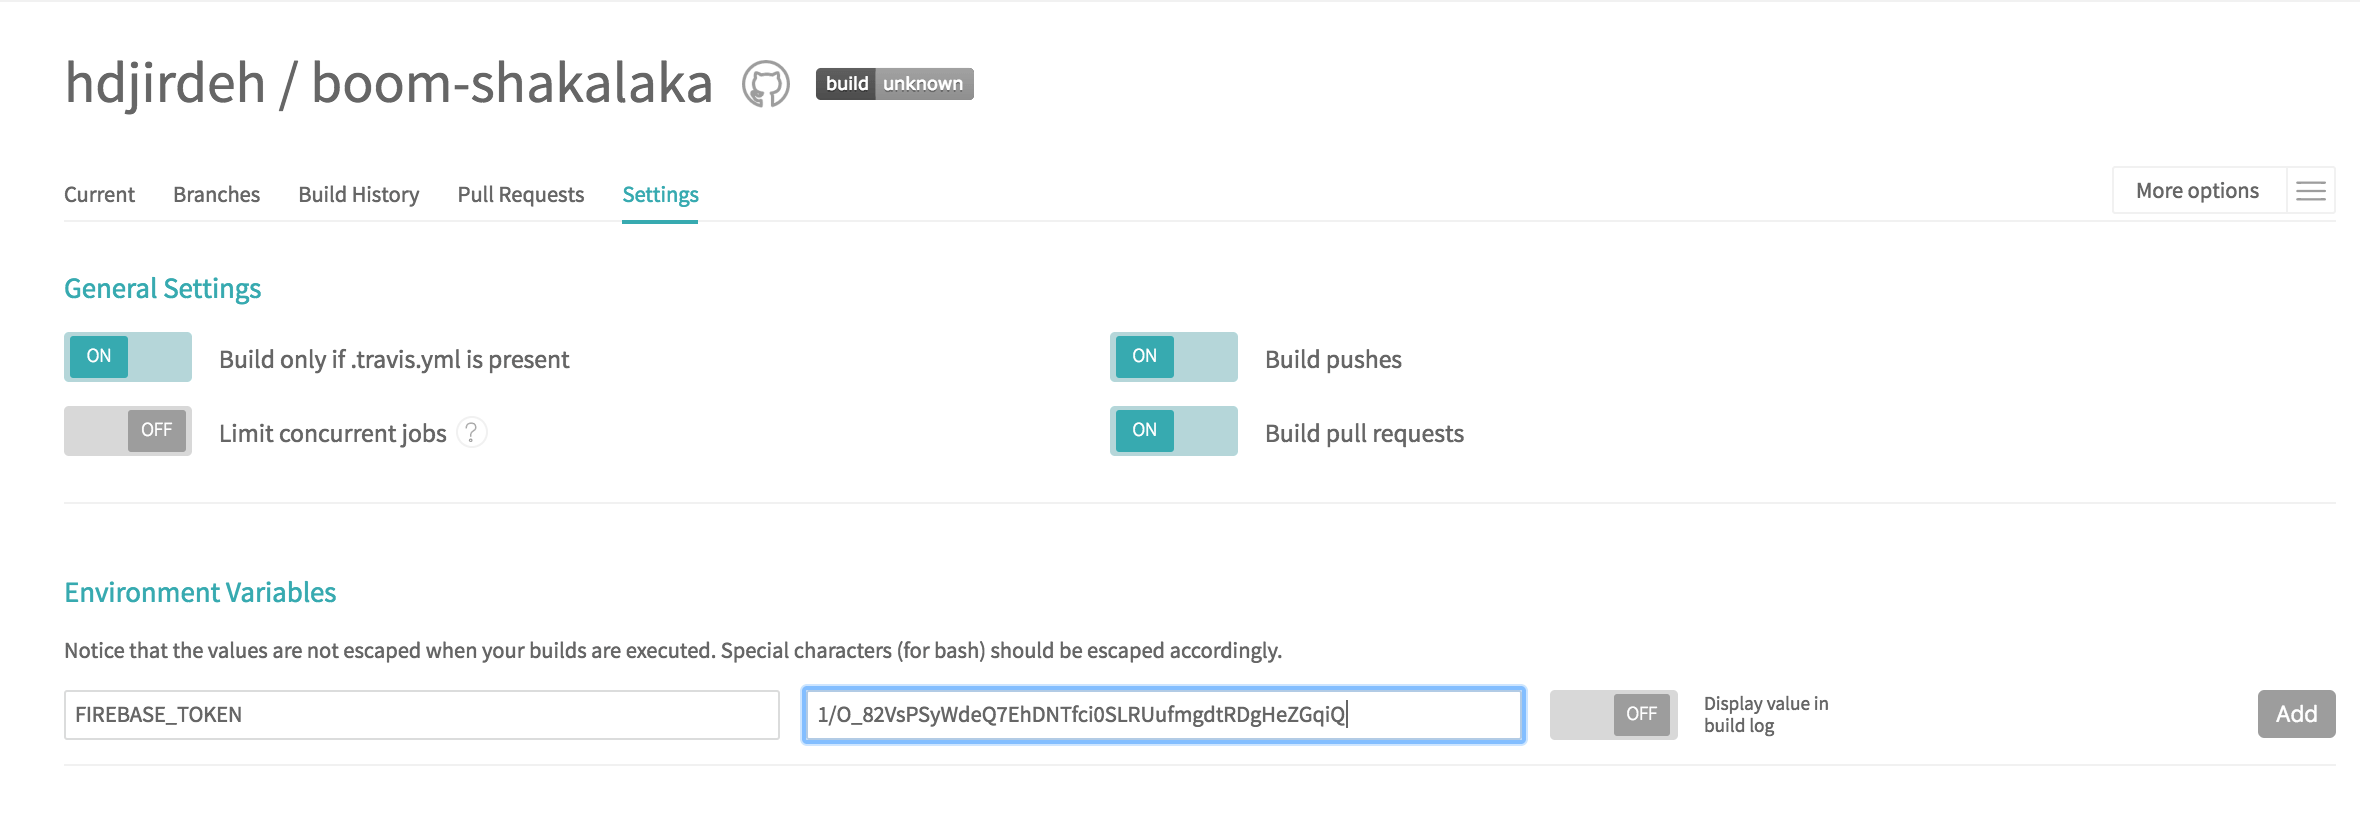 hdjirdeh / boom-shakalaka build unknown
Current Branches Build History Pull Requests Settings More options
General Settings
ON Build only if .travis.yml is present ON Build pushes
OFF Limit concurrent jobs ? ON Build pull requests
Environment Variables
Notice that the values are not escaped when your builds are executed. Special characters (for bash) should be escaped accordingly.
FIREBASE_TOKEN 1/O_82VsPSyWdeQ7EhDNTfci0SLRUufmgdtRDgHeZGqiQ OFF Display value in build log Add